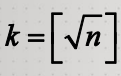 k = [√n]